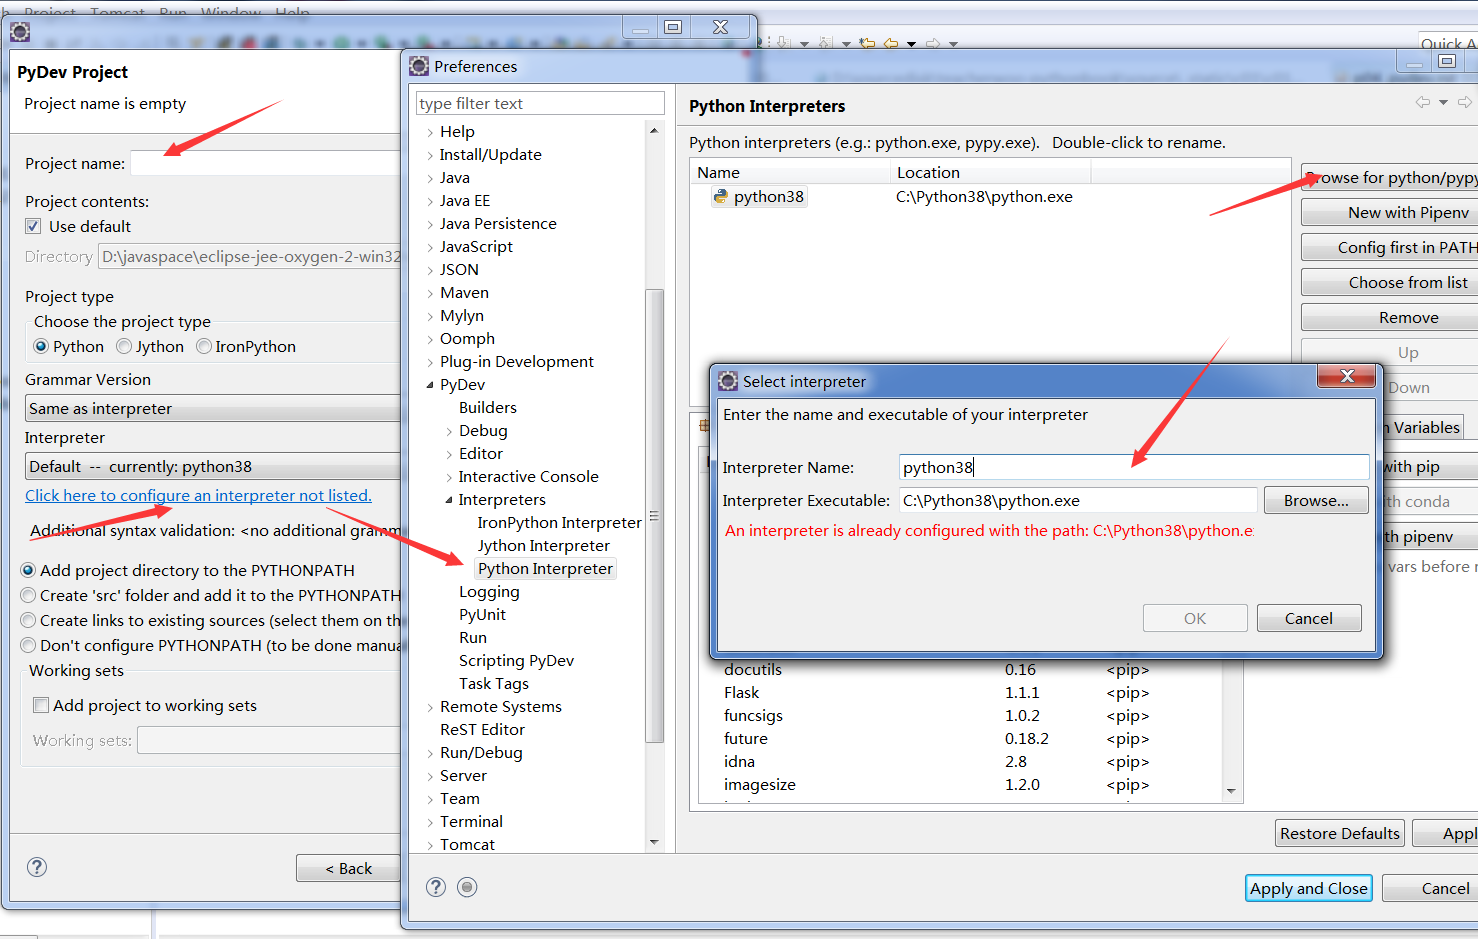 Project Tomcat Run Window Help
Quick A
PyDev Project
Project name is empty
Project name:
Project contents:
Use default
Directory D:\javaspace\eclipse-jee-oxygen-2-win32
Project type
Choose the project type
Python Jython IronPython
Grammar Version
Same as interpreter
Interpreter
Default -- currently: python38
Click here to configure an interpreter not listed.
Additional syntax validation: <no additional gramm
Add project directory to the PYTHONPATH
Create 'src' folder and add it to the PYTHONPATH
Create links to existing sources (select them on th
Don't configure PYTHONPATH (to be done manua
Working sets
Add project to working sets
Working sets:
< Back
Preferences
type filter text
Help
Install/Update
Java
Java EE
Java Persistence
JavaScript
JSON
Maven
Mylyn
Oomph
Plug-in Development
PyDev
Builders
Debug
Editor
Interactive Console
Interpreters
IronPython Interpreter
Jython Interpreter
Python Interpreter
Logging
PyUnit
Run
Scripting PyDev
Task Tags
Remote Systems
ReST Editor
Run/Debug
Server
Team
Terminal
Tomcat
Python Interpreters
Python interpreters (e.g.: python.exe, pypy.exe). Double-click to rename.
Name Location
python38 C:\Python38\python.exe
Browse for python/pypy
New with Pipenv
Config first in PATH
Choose from list
Remove
Up
Down
Variables
with pip
th conda
th pipenv
vars before r
Select interpreter
Enter the name and executable of your interpreter
Interpreter Name: python38
Interpreter Executable: C:\Python38\python.exe Browse...
An interpreter is already configured with the path: C:\Python38\python.e
OK Cancel
docutils 0.16 <pip>
Flask 1.1.1 <pip>
funcsigs 1.0.2 <pip>
future 0.18.2 <pip>
idna 2.8 <pip>
imagesize 1.2.0 <pip>
Restore Defaults Appl
Apply and Close Cancel